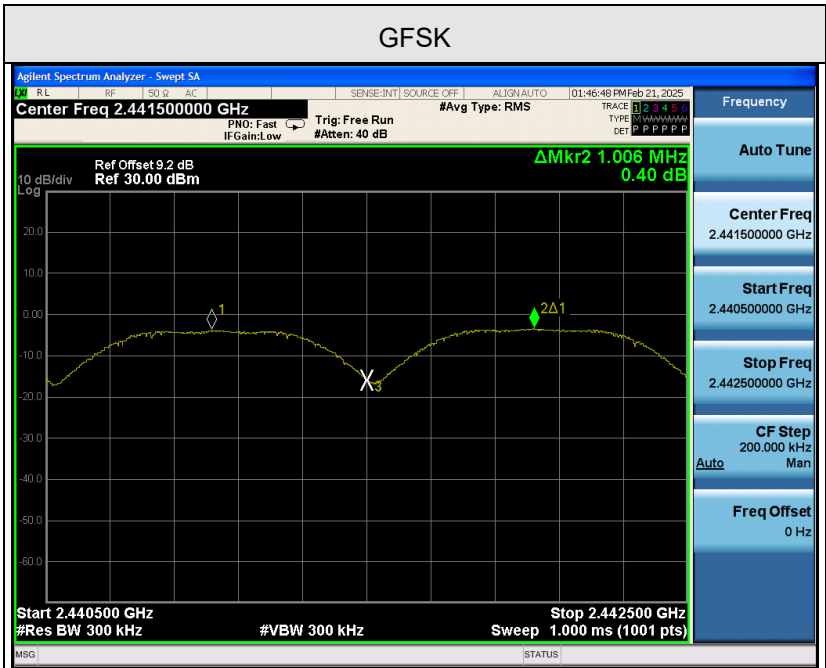 GFSK
Agilent Spectrum Analyzer - Swept SA
LXI RL RF 50 Ω AC SENSE:INT SOURCE OFF ALIGN AUTO 01:46:48 PM Feb 21, 2025
Center Freq 2.441500000 GHz
#Avg Type: RMS
TRACE 1 2 3 4 5 6
TYPE M WWWWW
DET P P P P P P
PNO: Fast
IFGain:Low
Trig: Free Run
#Atten: 40 dB
Ref Offset 9.2 dB
Ref 30.00 dBm
10 dB/div
Log
ΔMkr2 1.006 MHz
0.40 dB
20.0
10.0
0.00
-10.0
-20.0
-30.0
-40.0
-50.0
-60.0
1
2Δ1
3
Start 2.440500 GHz
#Res BW 300 kHz
#VBW 300 kHz
Stop 2.442500 GHz
Sweep 1.000 ms (1001 pts)
MSG
STATUS
Frequency
Auto Tune
Center Freq
2.441500000 GHz
Start Freq
2.440500000 GHz
Stop Freq
2.442500000 GHz
CF Step
200.000 kHz
Auto Man
Freq Offset
0 Hz